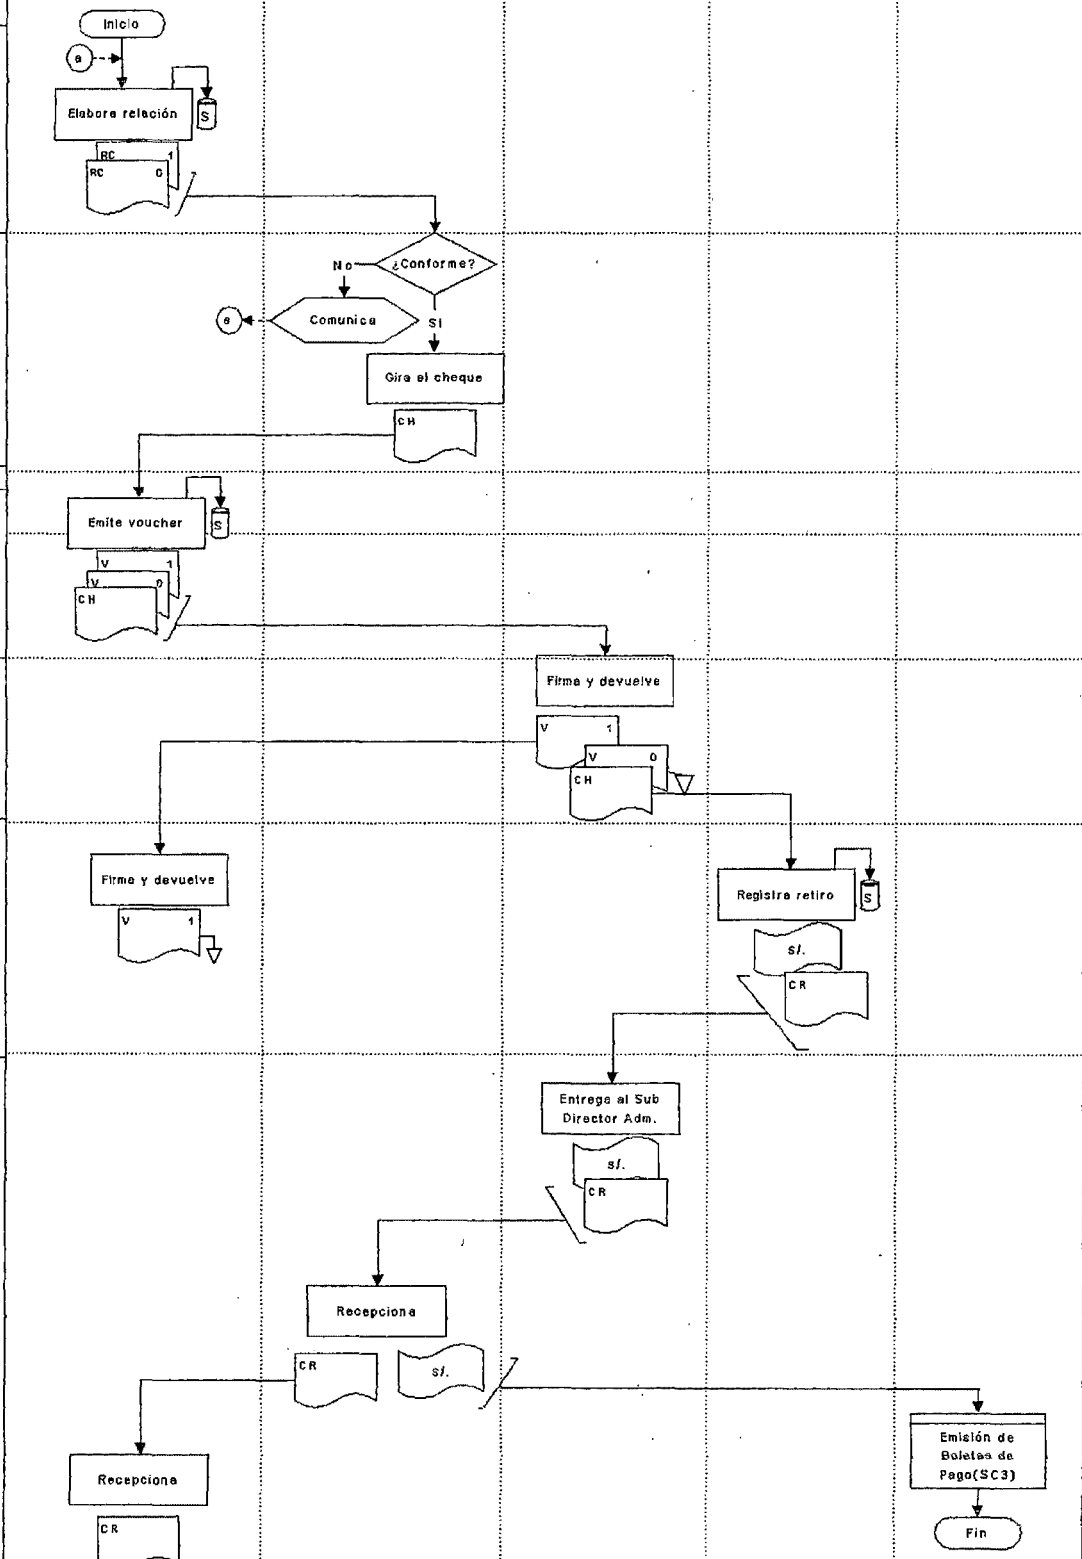 Inicio
a
Elabora relación
S
RC 1
RC 0
¿Conforme?
No
Comunica
a
SI
Gira el cheque
CH
Emite voucher
S
V 1
V 0
CH
Firma y devuelve
V 1
V 0
CH
Firma y devuelve
V 1
Registra retiro
S
s/.
CR
Entrega al Sub
Director Adm.
s/.
CR
Recepciona
CR
s/.
Emisión de
Boletas de
Pago(SC3)
Recepciona
CR
Fin